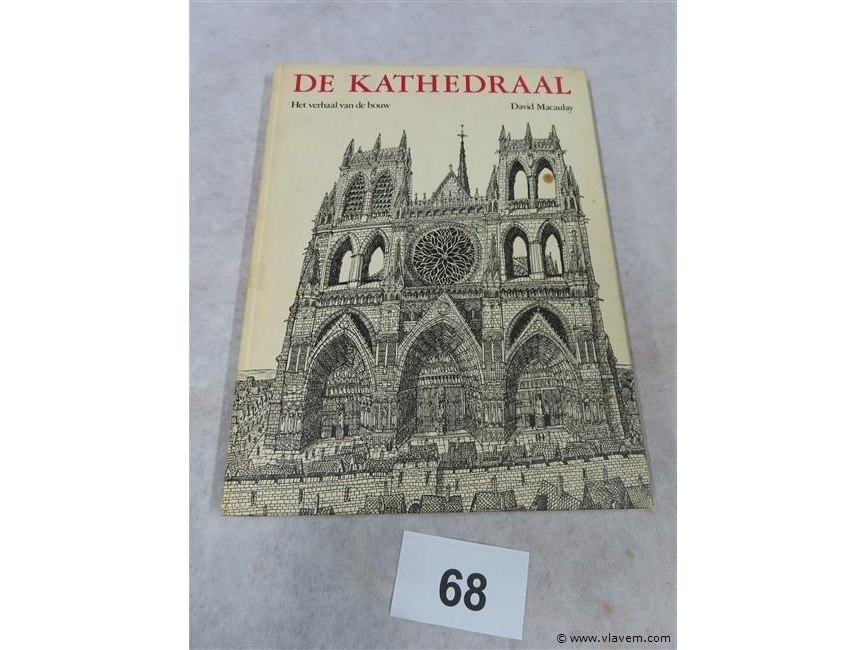 DE KATHEDRAAL
Het verhaal van de bouw
David Macaulay
68
© www.vlavem.com